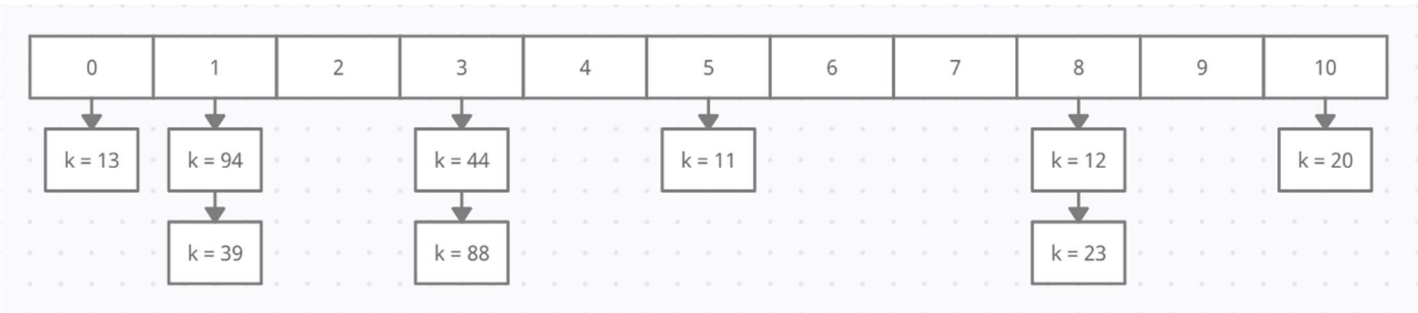 0 1 2 3 4 5 6 7 8 9 10
k = 13 k = 94 k = 44 k = 11 k = 12 k = 20
k = 39 k = 88 k = 23